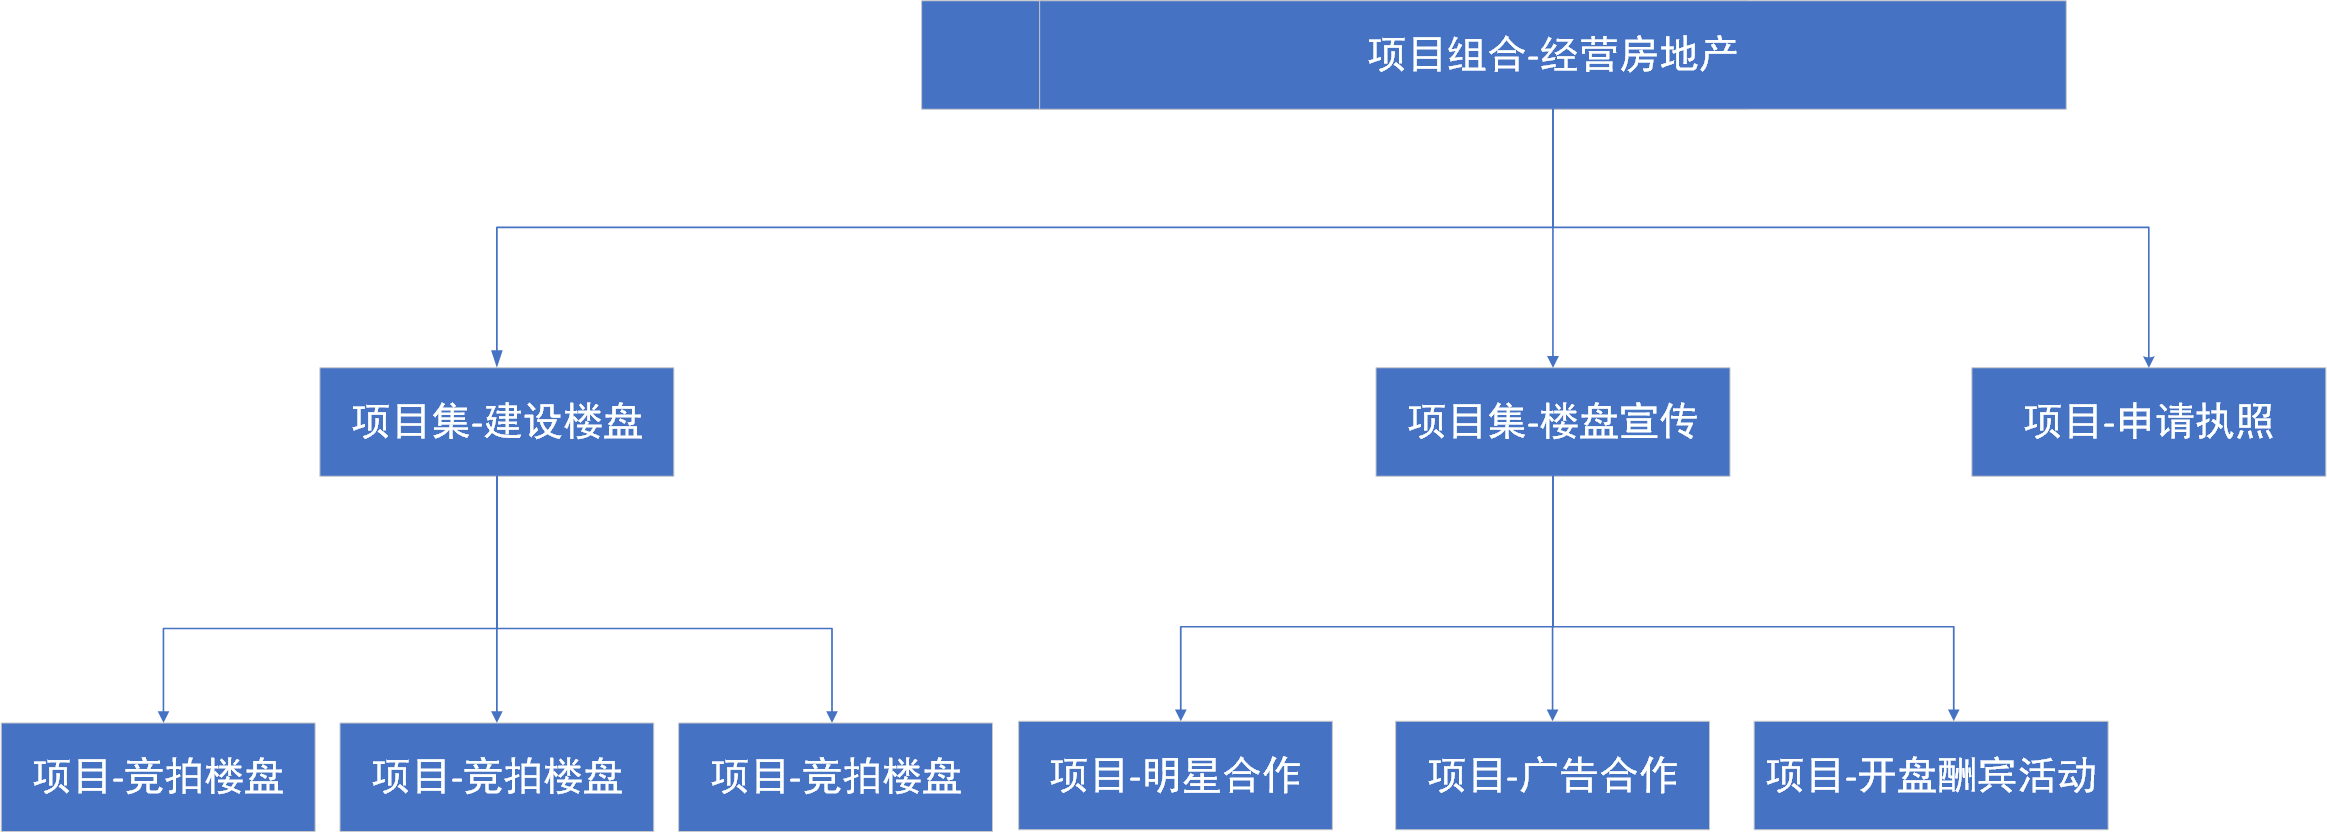 项目组合-经营房地产
项目集-建设楼盘
项目集-楼盘宣传
项目-申请执照
项目-竞拍楼盘
项目-竞拍楼盘
项目-竞拍楼盘
项目-明星合作
项目-广告合作
项目-开盘酬宾活动